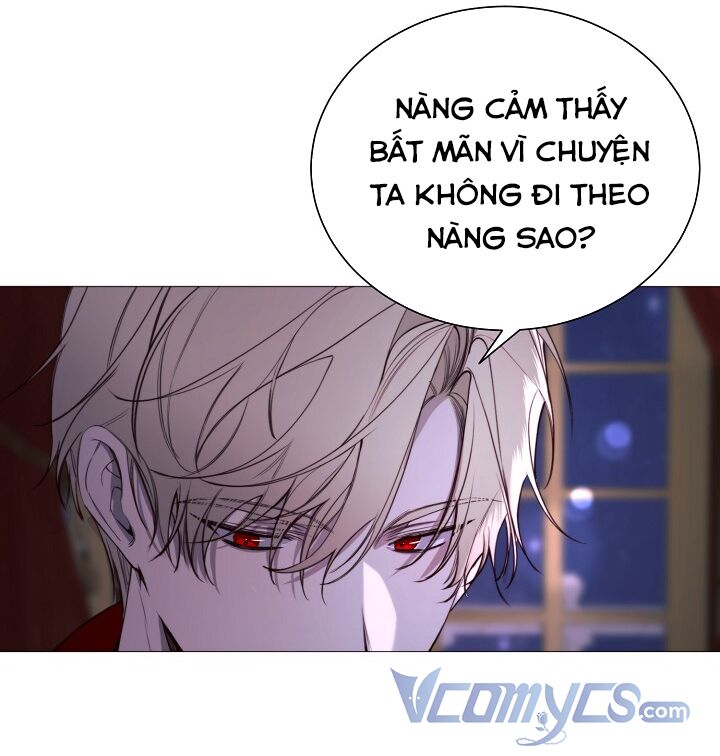 NÀNG CẢM THẤY
BẤT MÃN VÌ CHUYỆN
TA KHÔNG ĐI THEO
NÀNG SAO?
VCOMYCS.com